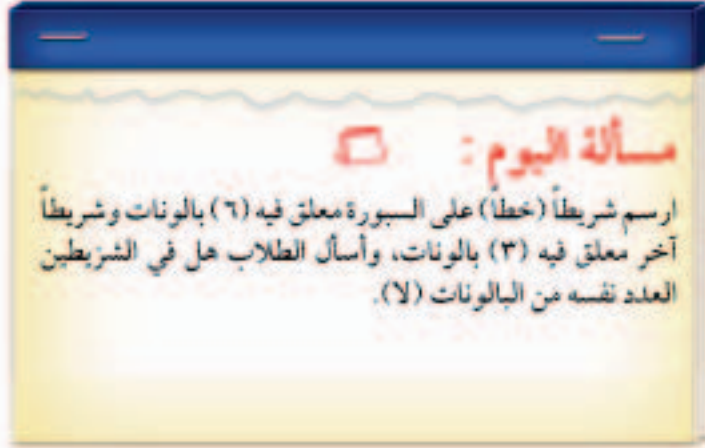 مسألة اليوم :
ارسم شريطاً (خطاً) على السبورة معلق فيه (٦) بالونات وشريطاً
آخر معلق فيه (٣) بالونات، وأسأل الطلاب هل في الشريطين
العدد نفسه من البالونات (لا).